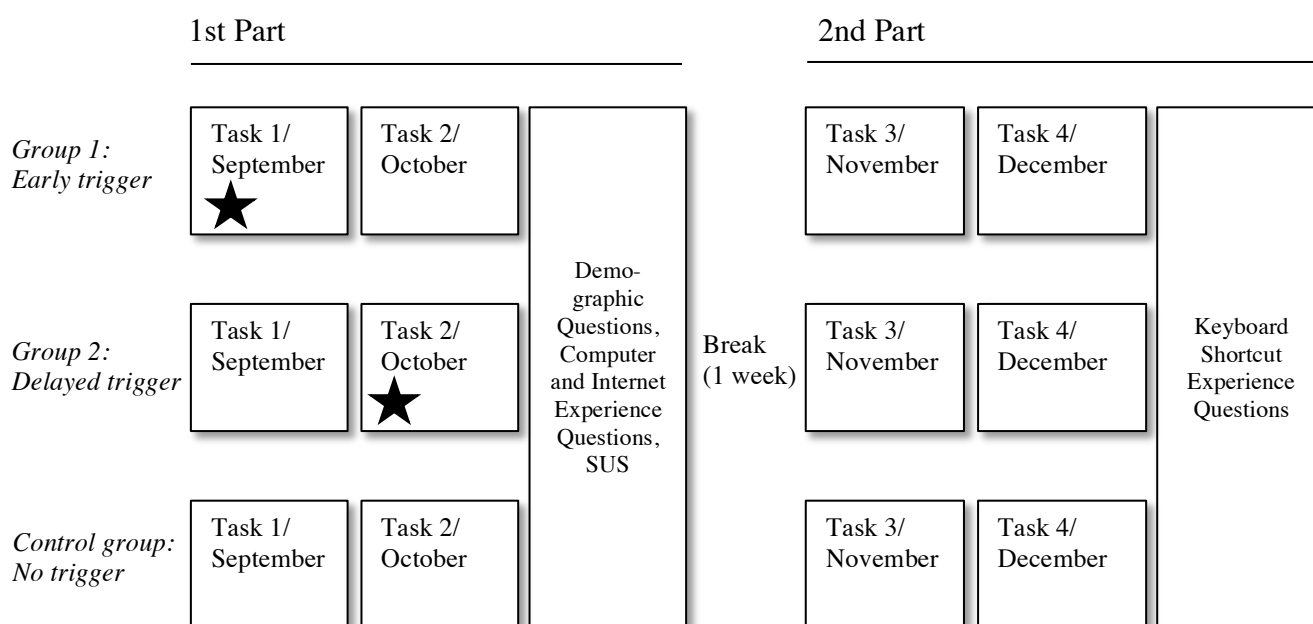 1st Part
2nd Part
Group 1:
Early trigger
Task 1/
September
Task 2/
October
Task 3/
November
Task 4/
December
Group 2:
Delayed trigger
Task 1/
September
Task 2/
October
Demo-
graphic
Questions,
Computer
and Internet
Experience
Questions,
SUS
Break
(1 week)
Task 3/
November
Task 4/
December
Keyboard
Shortcut
Experience
Questions
Control group:
No trigger
Task 1/
September
Task 2/
October
Task 3/
November
Task 4/
December